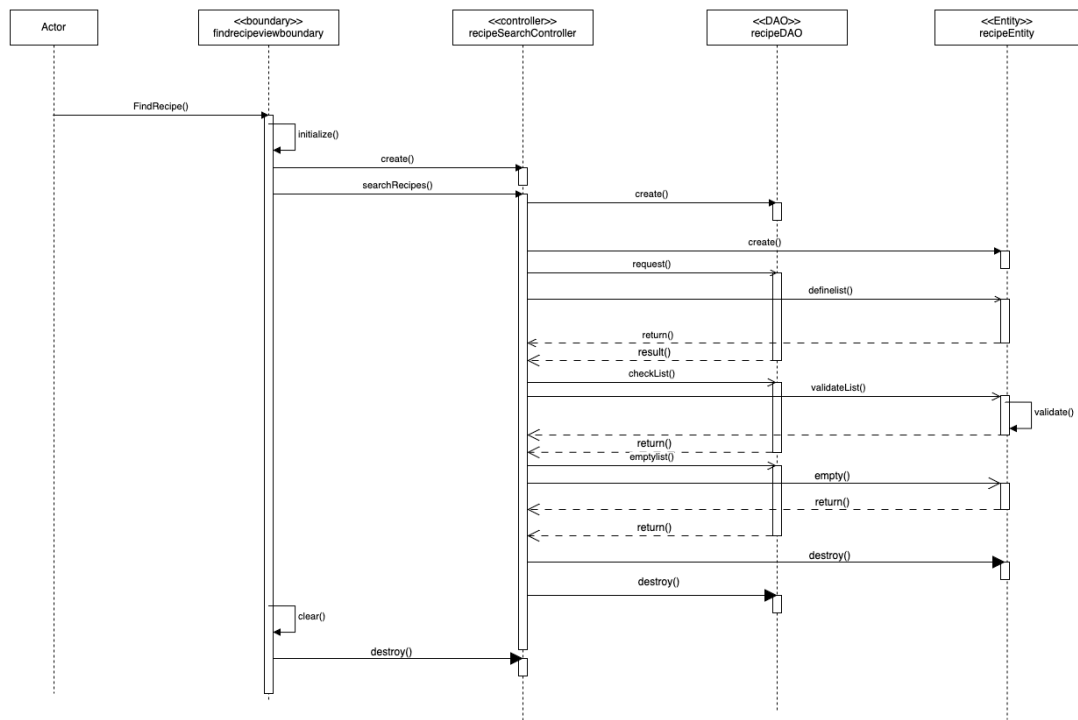 Actor
<<boundary>>
findrecipeviewboundary
<<controller>>
recipeSearchController
<<DAO>>
recipeDAO
<<Entity>>
recipeEntity
FindRecipe()
initialize()
create()
searchRecipes()
create()
create()
request()
definelist()
return()
result()
checkList()
validateList()
validate()
return()
emptylist()
empty()
return()
return()
destroy()
destroy()
clear()
destroy()